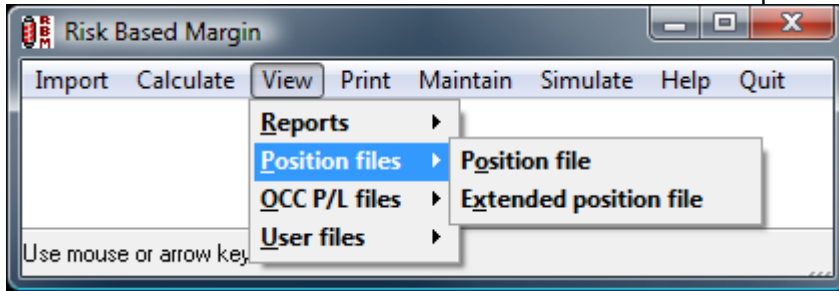 RBM Risk Based Margin
Import Calculate View Print Maintain Simulate Help Quit
Reports
Position files
OCC P/L files
User files
Position file
Extended position file
Use mouse or arrow key